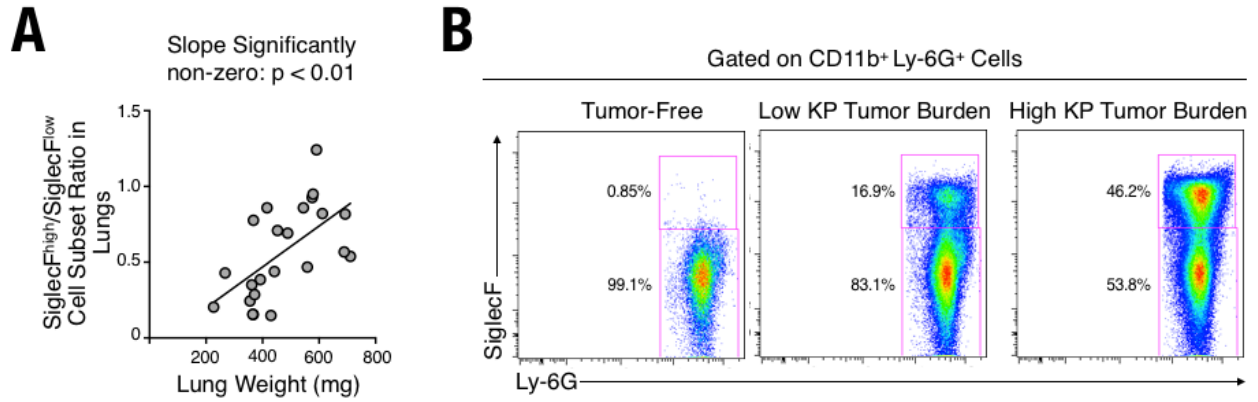 A
Slope Significantly
non-zero: p < 0.01
SiglecFhigh/SiglecFlow
Cell Subset Ratio in
Lungs
1.5
1.0
0.5
0
200 400 600 800
Lung Weight (mg)
B
Gated on CD11b+ Ly-6G+ Cells
Tumor-Free Low KP Tumor Burden High KP Tumor Burden
0.85% 16.9% 46.2%
99.1% 83.1% 53.8%
SiglecF
Ly-6G